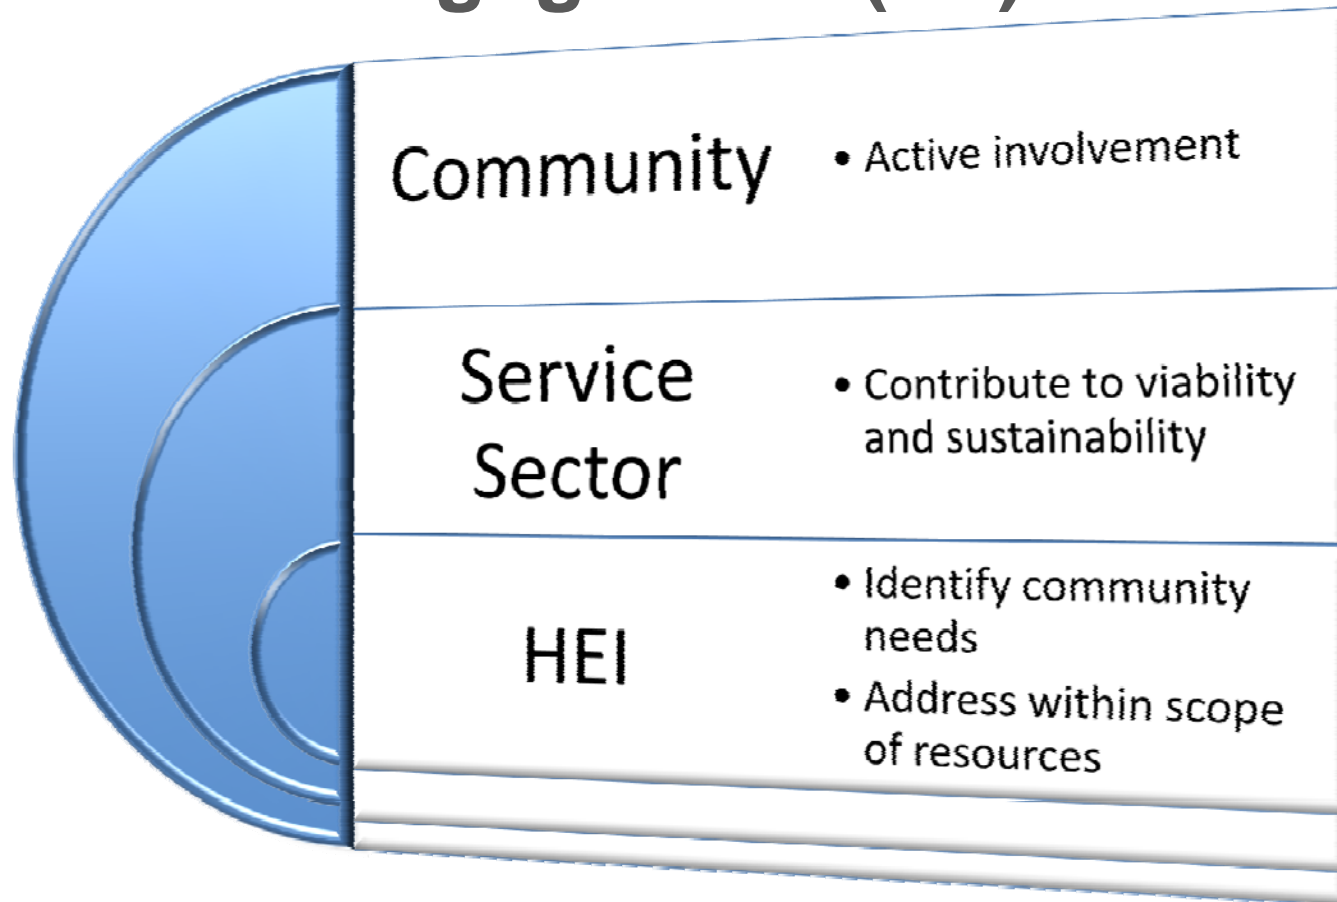 Community
• Active involvement
Service
Sector
• Contribute to viability
and sustainability
HEI
• Identify community
needs
• Address within scope
of resources